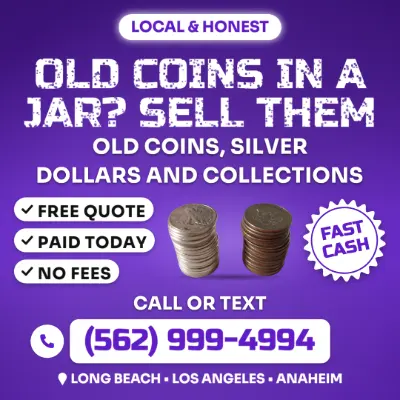 LOCAL & HONEST
OLD COINS IN A
JAR? SELL THEM
OLD COINS, SILVER
DOLLARS AND COLLECTIONS
✓ FREE QUOTE
✓ PAID TODAY
✓ NO FEES
FAST
CASH
CALL OR TEXT
(562) 999-4994
LONG BEACH • LOS ANGELES • ANAHEIM